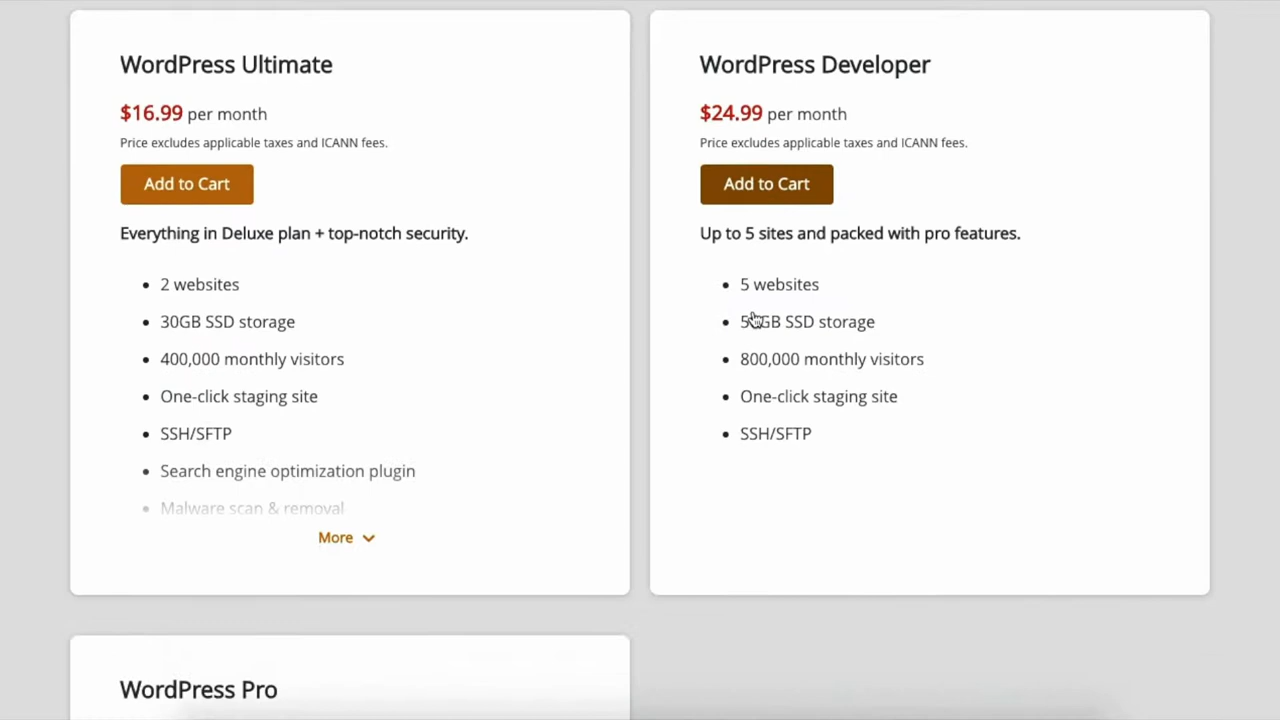 WordPress Ultimate
$16.99 per month
Price excludes applicable taxes and ICANN fees.
Add to Cart
Everything in Deluxe plan + top-notch security.
2 websites
30GB SSD storage
400,000 monthly visitors
One-click staging site
SSH/SFTP
Search engine optimization plugin
Malware scan & removal
More
WordPress Developer
$24.99 per month
Price excludes applicable taxes and ICANN fees.
Add to Cart
Up to 5 sites and packed with pro features.
5 websites
SSD storage
800,000 monthly visitors
One-click staging site
SSH/SFTP
WordPress Pro